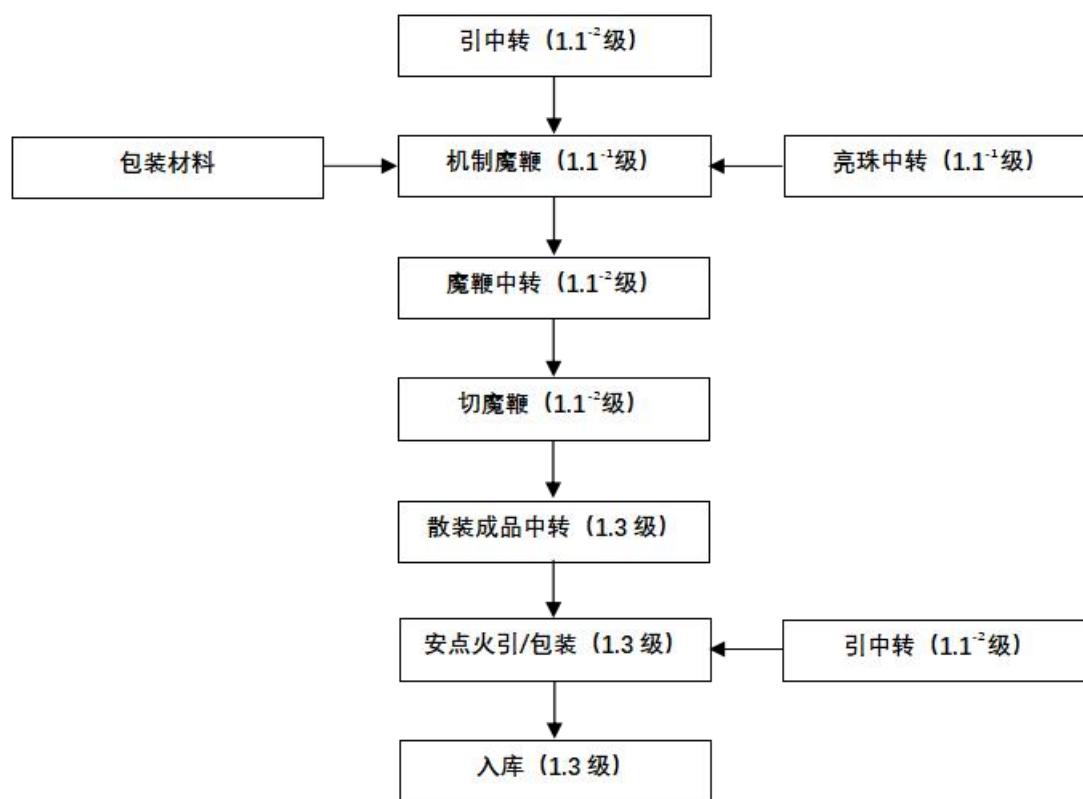 引中转（1.1⁻²级）
包装材料
机制魔鞭（1.1⁻¹级）
亮珠中转（1.1⁻¹级）
魔鞭中转（1.1⁻²级）
切魔鞭（1.1⁻²级）
散装成品中转（1.3 级）
安点火引/包装（1.3 级）
引中转（1.1⁻²级）
入库（1.3 级）